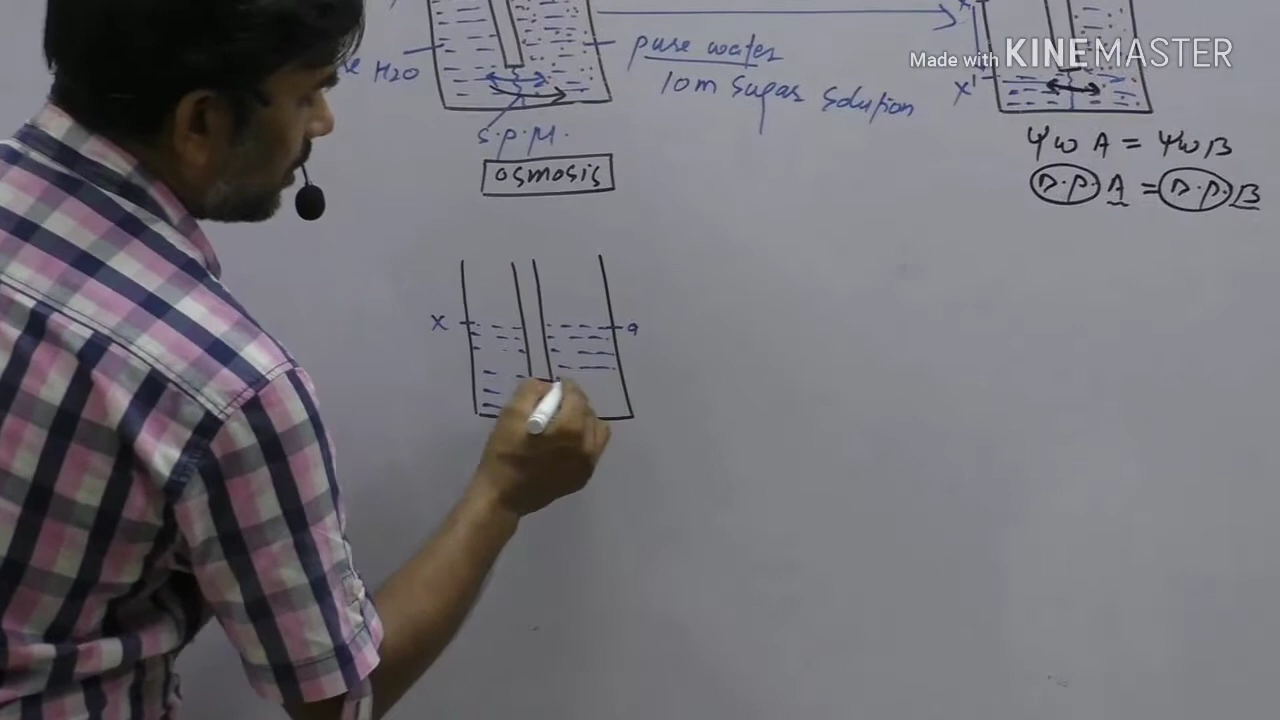 H2O
pure water
10m Sugar Solution
S.P.M.
osmosis
Made with KINEMASTER
X'
Ψw A = Ψw B
D.P. A = D.P. B
X